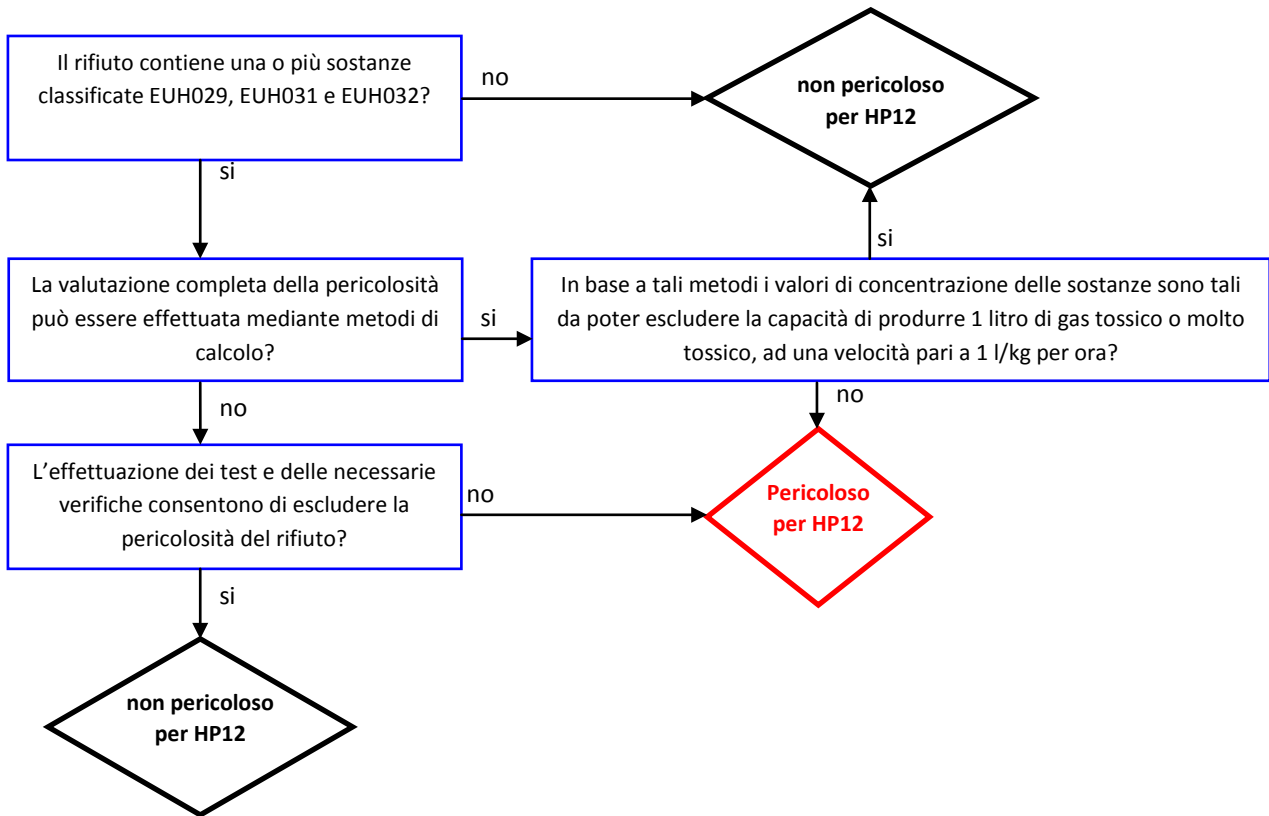 Il rifiuto contiene una o più sostanze
classificate EUH029, EUH031 e EUH032?
no
non pericoloso
per HP12
si
La valutazione completa della pericolosità
può essere effettuata mediante metodi di
calcolo?
si
In base a tali metodi i valori di concentrazione delle sostanze sono tali
da poter escludere la capacità di produrre 1 litro di gas tossico o molto
tossico, ad una velocità pari a 1 l/kg per ora?
si
no
no
L’effettuazione dei test e delle necessarie
verifiche consentono di escludere la
pericolosità del rifiuto?
no
Pericoloso
per HP12
si
non pericoloso
per HP12